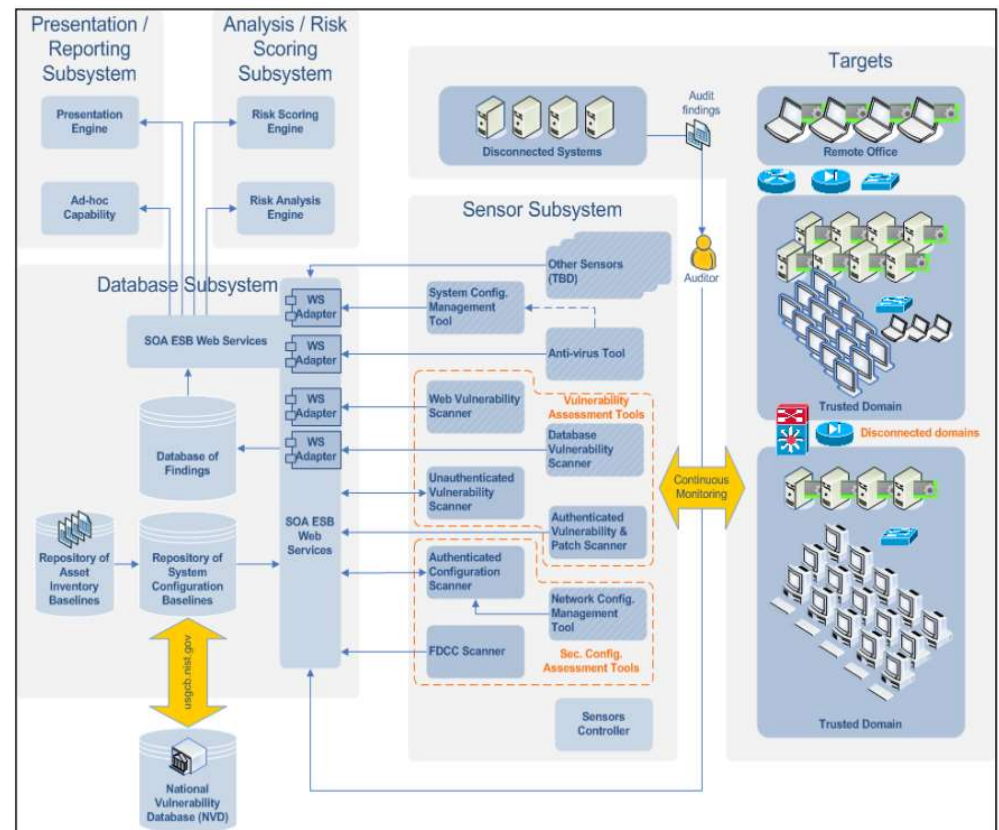 Presentation /
Reporting
Subsystem
Presentation
Engine
Ad-hoc
Capability
Analysis / Risk
Scoring
Subsystem
Risk Scoring
Engine
Risk Analysis
Engine
Targets
Disconnected Systems
Audit
findings
Remote Office
Auditor
Trusted Domain
Disconnected domains
Trusted Domain
Sensor Subsystem
Other Sensors
(TBD)
System Config.
Management
Tool
Anti-virus Tool
Web Vulnerability
Scanner
Vulnerability
Assessment Tools
Database
Vulnerability
Scanner
Unauthenticated
Vulnerability
Scanner
Authenticated
Vulnerability &
Patch Scanner
Authenticated
Configuration
Scanner
Network Config.
Management
Tool
FDCC Scanner
Sec. Config.
Assessment Tools
Sensors
Controller
Continuous
Monitoring
Database Subsystem
SOA ESB Web Services
WS
Adapter
WS
Adapter
WS
Adapter
WS
Adapter
Database of
Findings
SOA ESB
Web
Services
Repository of
Asset
Inventory
Baselines
Repository of
System
Configuration
Baselines
usgcb.nist.gov
National
Vulnerability
Database (NVD)